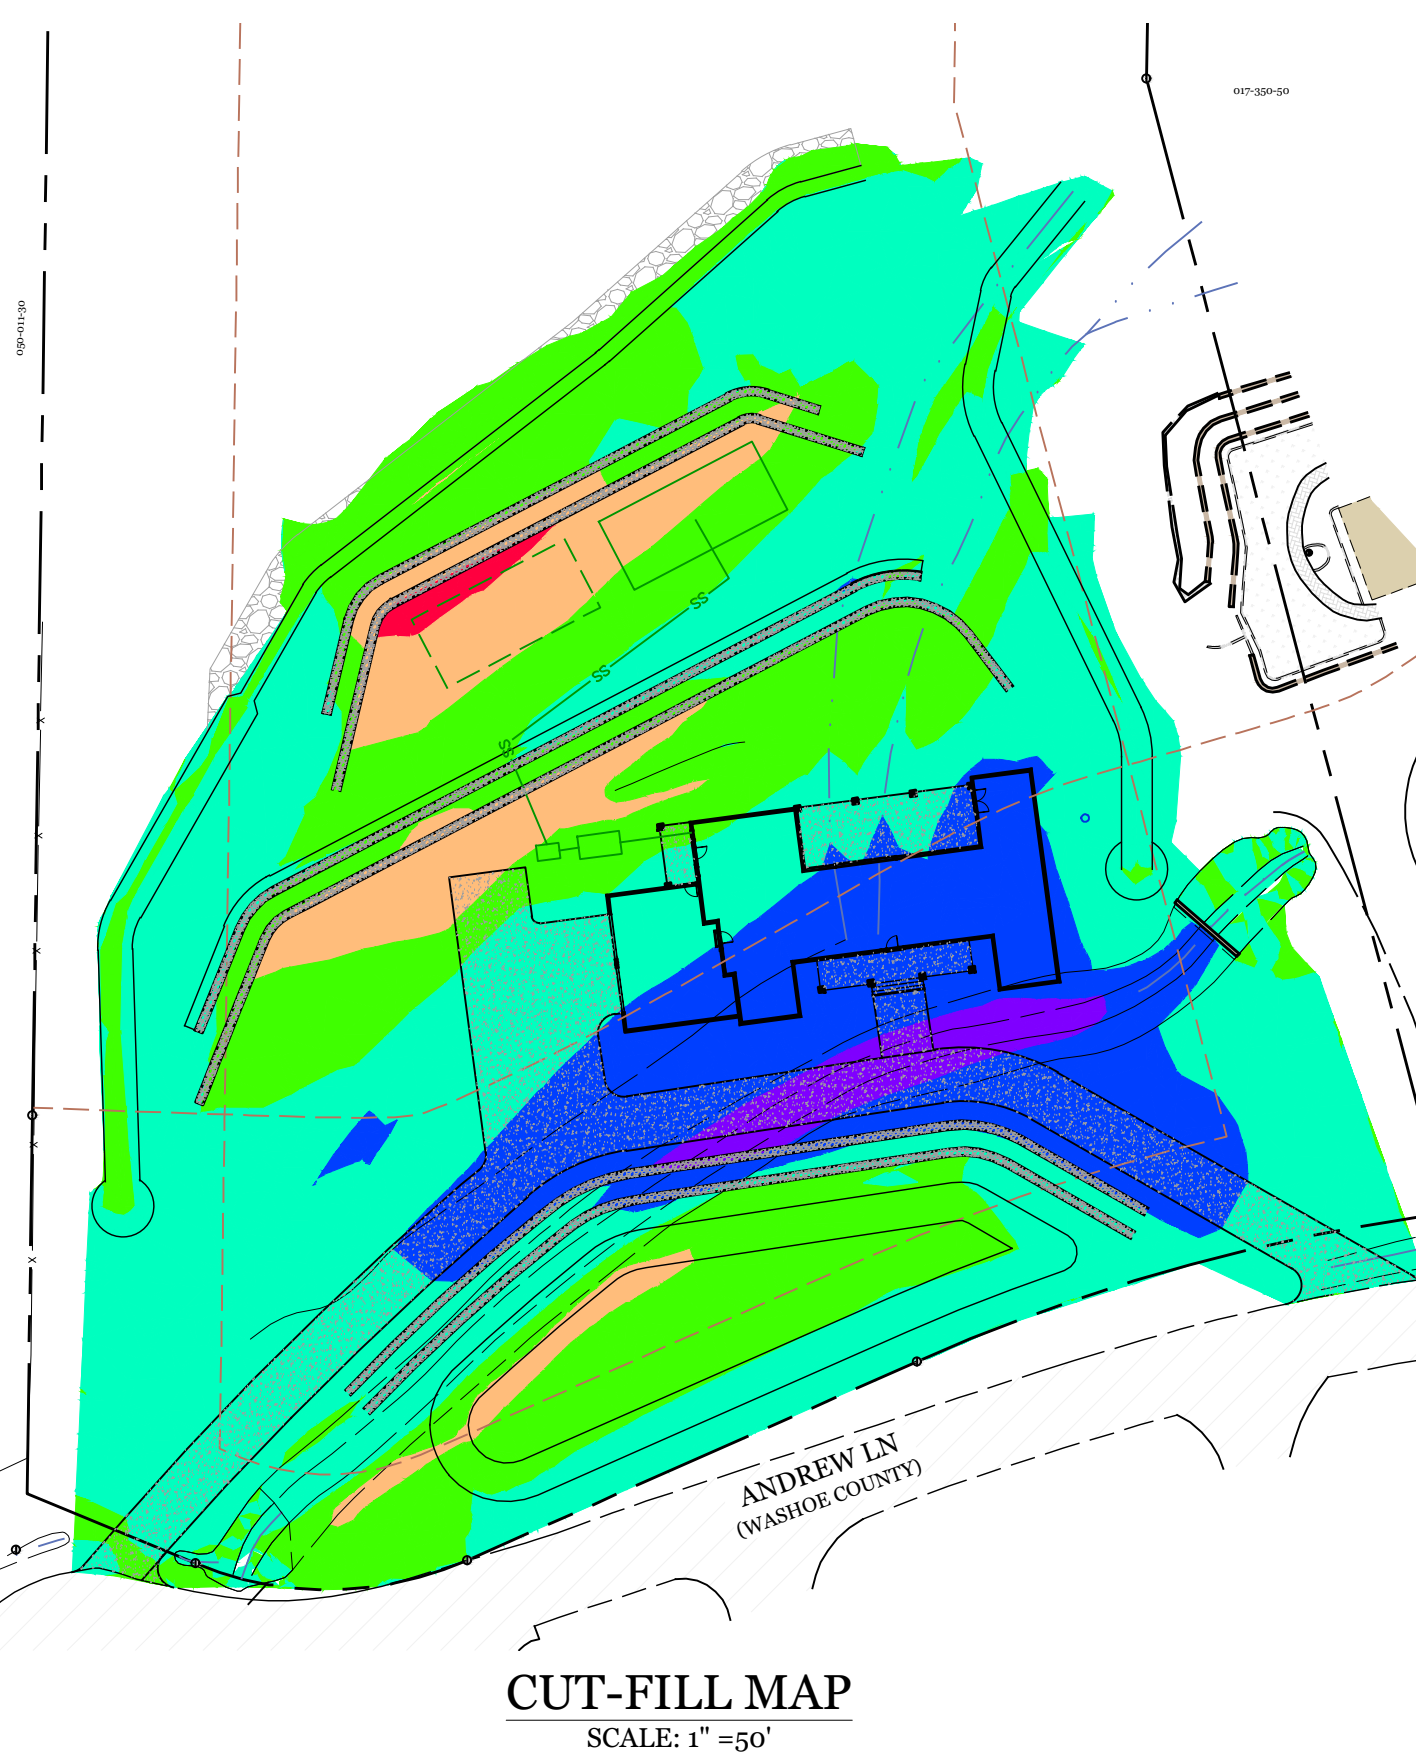 017-350-50
050-011-30
SS
SS
SS
X
X
X
X
X
ANDREW LN
(WASHOE COUNTY)
CUT-FILL MAP
SCALE: 1" =50'